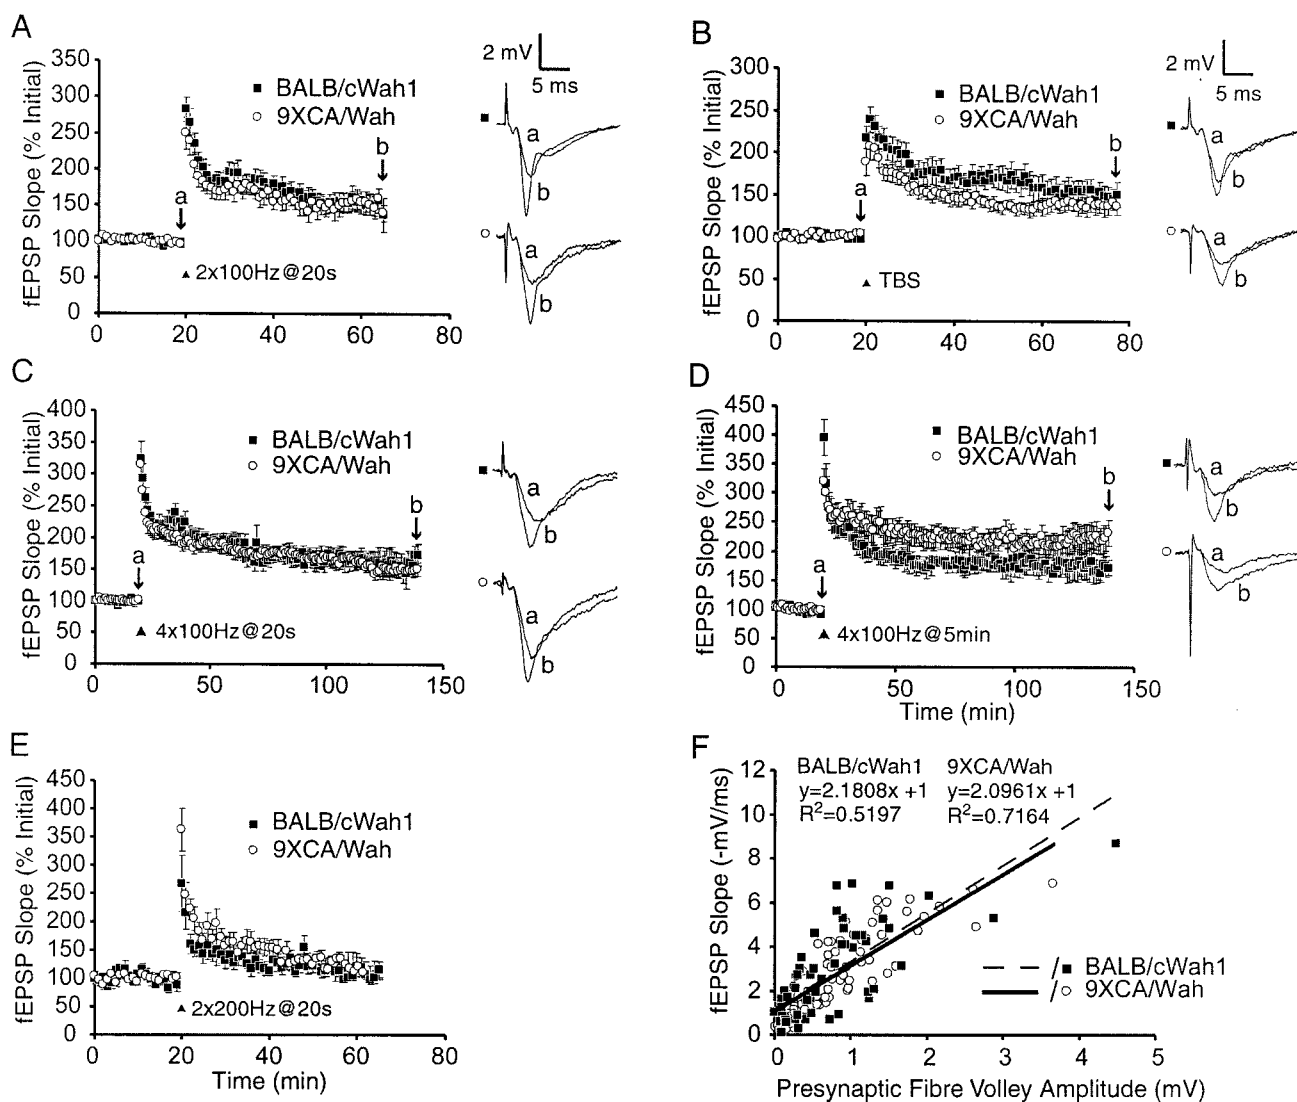 A
fEPSP Slope (% Initial)
350
300
250
200
150
100
50
0
0 20 40 60 80
BALB/cWah1
9XCA/Wah
a
b
2x100Hz@20s
2 mV
5 ms
a
b
a
b
B
fEPSP Slope (% Initial)
300
250
200
150
100
50
0
0 20 40 60 80
BALB/cWah1
9XCA/Wah
a
b
TBS
2 mV
5 ms
a
b
a
b
C
fEPSP Slope (% Initial)
400
350
300
250
200
150
100
50
0
0 50 100 150
BALB/cWah1
9XCA/Wah
a
b
4x100Hz@20s
a
b
a
b
D
fEPSP Slope (% Initial)
450
400
350
300
250
200
150
100
50
0
0 50 100 150
Time (min)
BALB/cWah1
9XCA/Wah
a
b
4x100Hz@5min
a
b
a
b
E
fEPSP Slope (% Initial)
450
400
350
300
250
200
150
100
50
0
0 20 40 60 80
Time (min)
BALB/cWah1
9XCA/Wah
2x200Hz@20s
F
fEPSP Slope (-mV/ms)
12
10
8
6
4
2
0
0 1 2 3 4 5
Presynaptic Fibre Volley Amplitude (mV)
BALB/cWah1 9XCA/Wah
y=2.1808x +1 y=2.0961x +1
R²=0.5197 R²=0.7164
/ BALB/cWah1
/ 9XCA/Wah